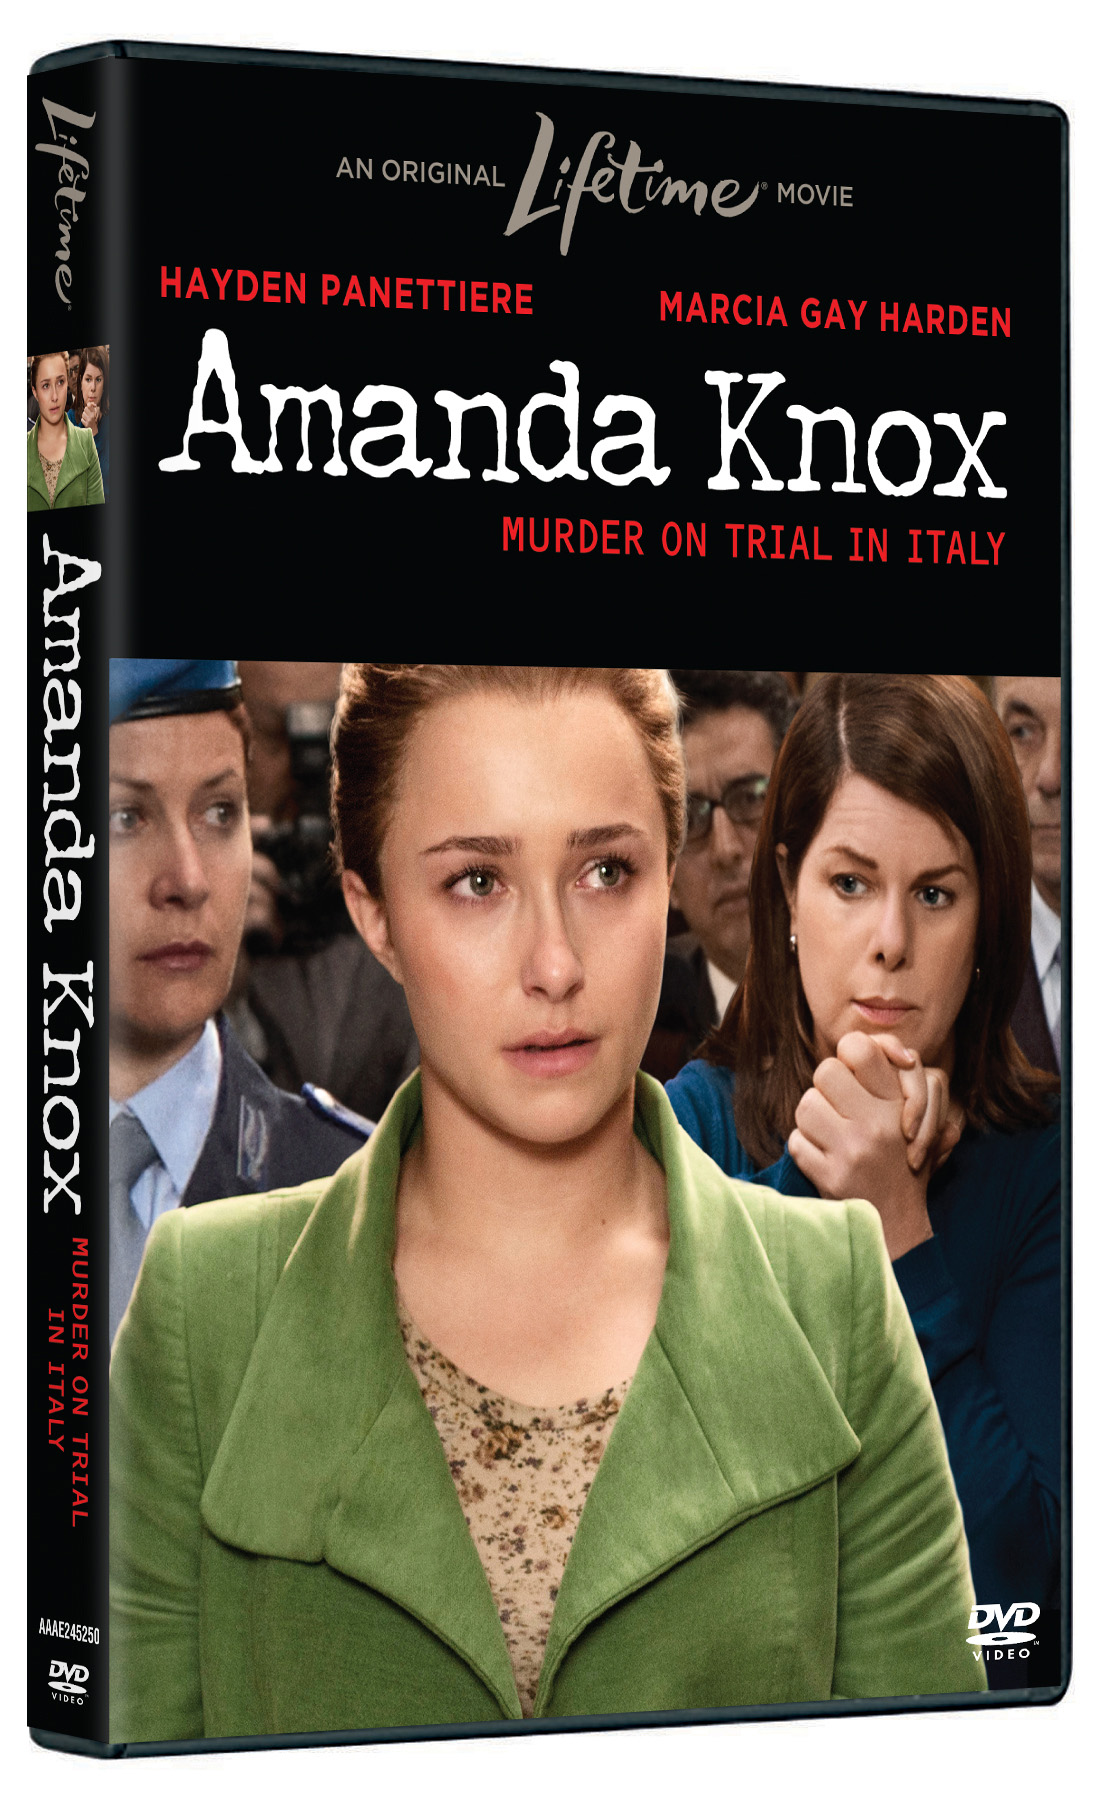 AN ORIGINAL Lifetime® MOVIE
HAYDEN PANETTIERE MARCIA GAY HARDEN
Amanda Knox
MURDER ON TRIAL IN ITALY
DVD
VIDEO
Lifetime®
Amanda Knox
MURDER ON TRIAL
IN ITALY
AAAE245250
DVD
VIDEO